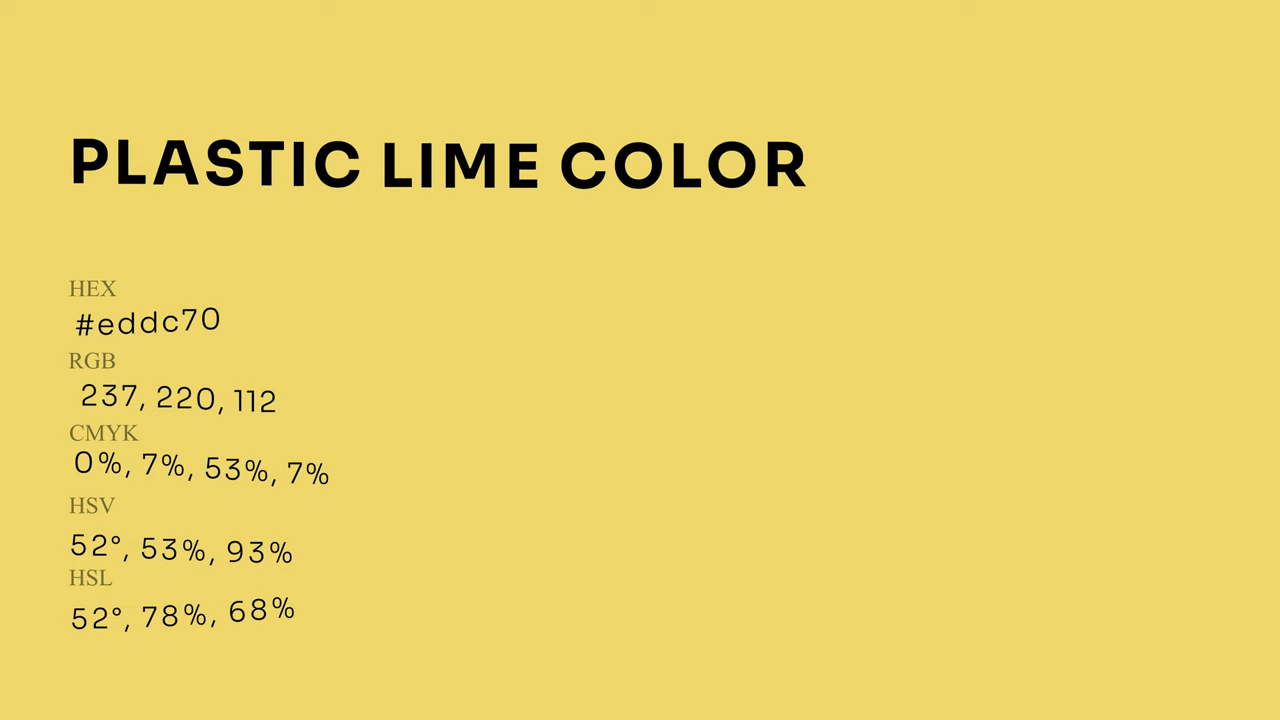 PLASTIC LIME COLOR
HEX
#eddc70
RGB
237, 220, 112
CMYK
0%, 7%, 53%, 7%
HSV
52°, 53%, 93%
HSL
52°, 78%, 68%